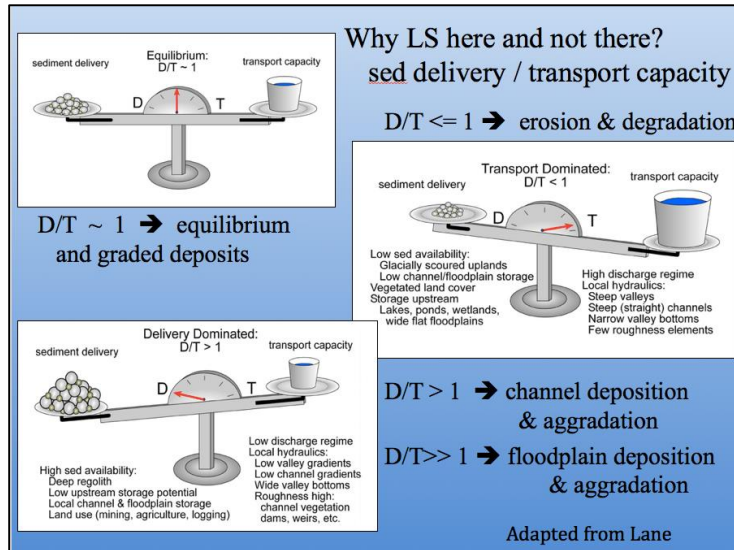 Why LS here and not there?
sed delivery / transport capacity
Equilibrium:
D/T ~ 1
sediment delivery
transport capacity
D
T
D/T <= 1 ➔ erosion & degradation
D/T ~ 1 ➔ equilibrium
and graded deposits
Transport Dominated:
D/T < 1
sediment delivery
transport capacity
D
T
Low sed availability:
Glacially scoured uplands
Low channel/floodplain storage
Vegetated land cover
Storage upstream
Lakes, ponds, wetlands,
wide flat floodplains
High discharge regime
Local hydraulics:
Steep valleys
Steep (straight) channels
Narrow valley bottoms
Few roughness elements
Delivery Dominated:
D/T > 1
sediment delivery
transport capacity
D
T
High sed availability:
Deep regolith
Low upstream storage potential
Local channel & floodplain storage
Land use (mining, agriculture, logging)
Low discharge regime
Local hydraulics:
Low valley gradients
Low channel gradients
Wide valley bottoms
Roughness high:
channel vegetation
dams, weirs, etc.
D/T > 1 ➔ channel deposition
& aggradation
D/T>> 1 ➔ floodplain deposition
& aggradation
Adapted from Lane